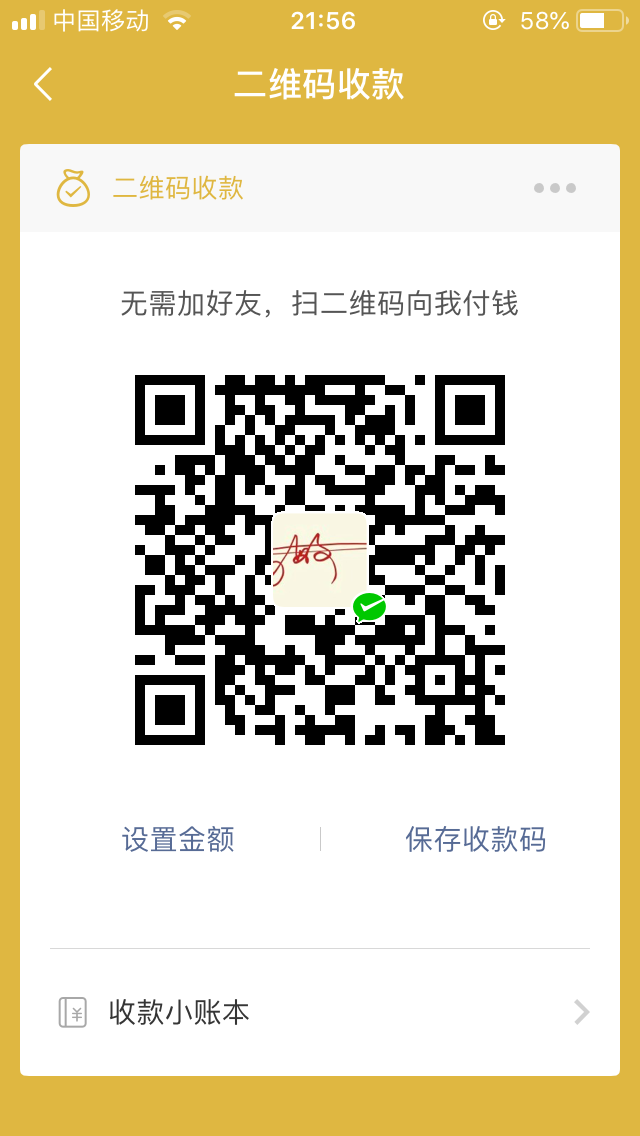 中国移动 21:56 58%
二维码收款
二维码收款
无需加好友，扫二维码向我付钱
设置金额 保存收款码
收款小账本